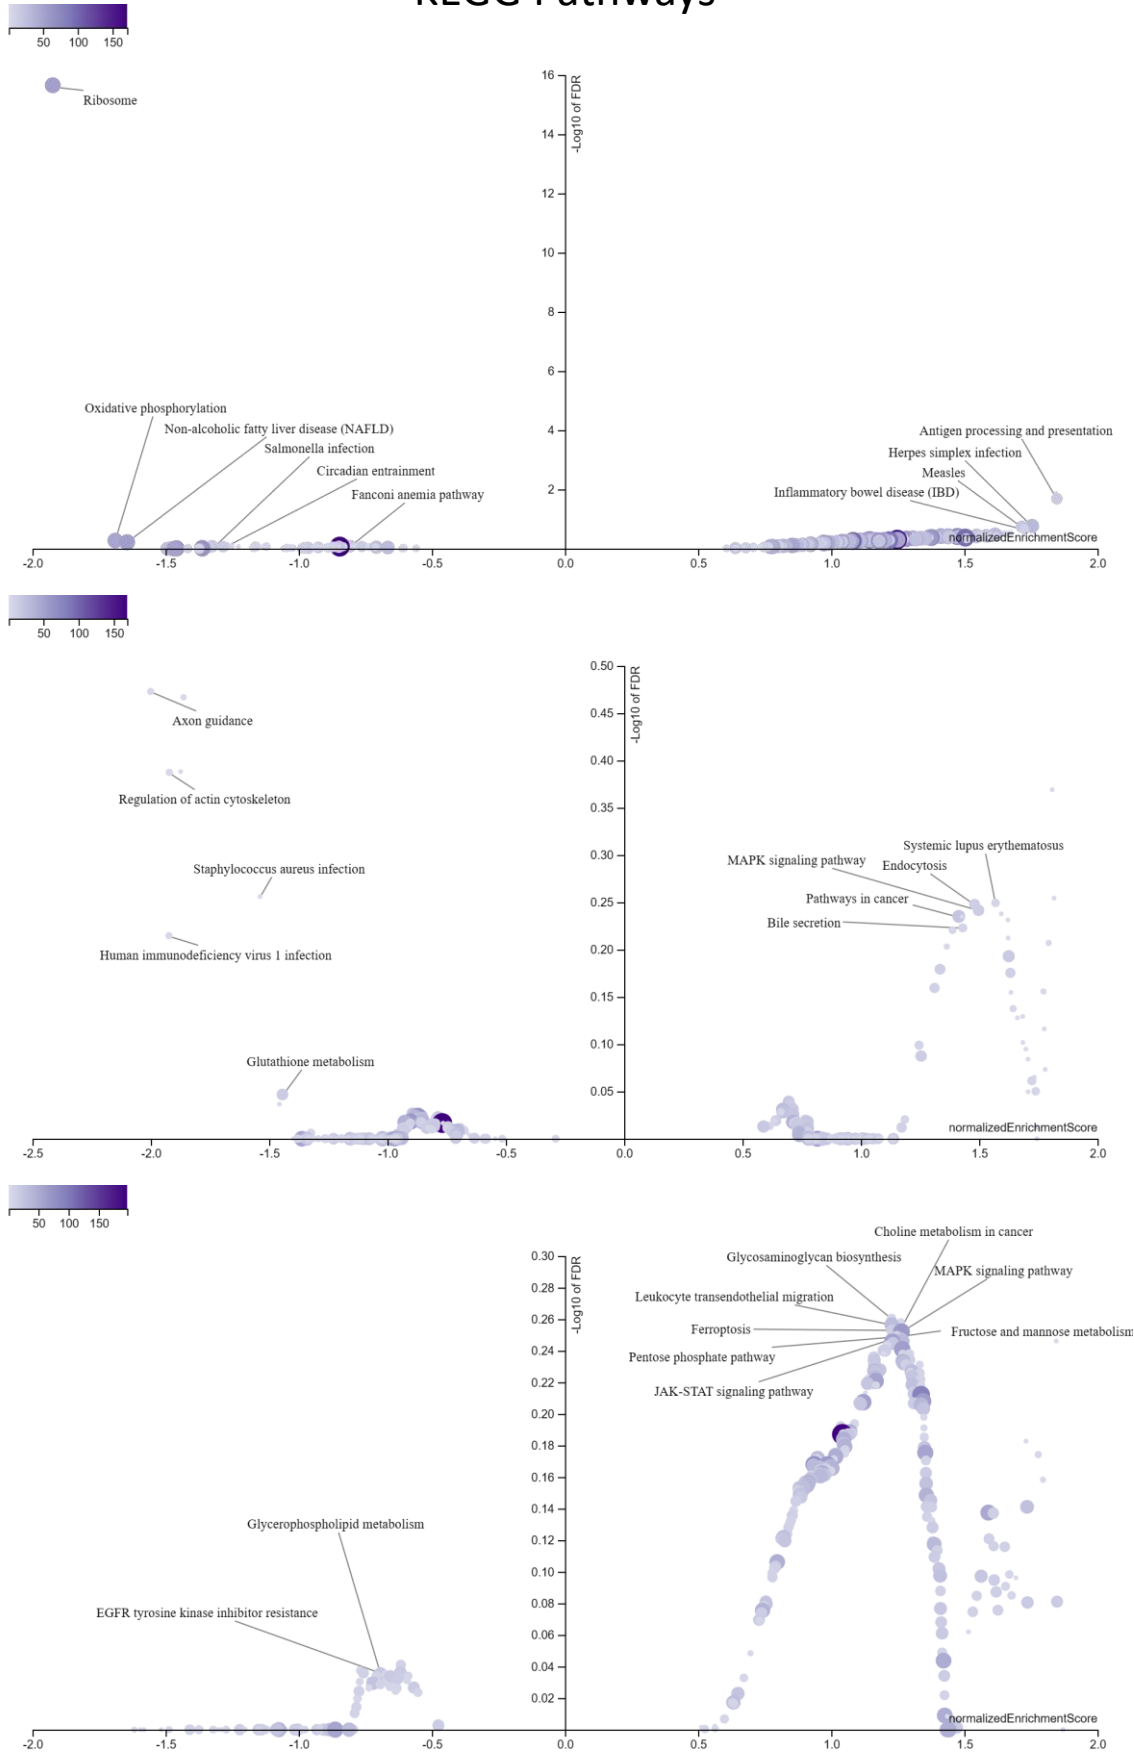 KEGG Pathways
50 100 150
Ribosome
16
14
12
10
8
6
4
2
-Log10 of FDR
Oxidative phosphorylation
Non-alcoholic fatty liver disease (NAFLD)
Salmonella infection
Circadian entrainment
Fanconi anemia pathway
Antigen processing and presentation
Herpes simplex infection
Measles
Inflammatory bowel disease (IBD)
normalizedEnrichmentScore
-2.0 -1.5 -1.0 -0.5 0.0 0.5 1.0 1.5 2.0
50 100 150
0.50
0.45
0.40
0.35
0.30
0.25
0.20
0.15
0.10
0.05
-Log10 of FDR
Axon guidance
Regulation of actin cytoskeleton
Staphylococcus aureus infection
Human immunodeficiency virus 1 infection
Glutathione metabolism
Systemic lupus erythematosus
MAPK signaling pathway
Endocytosis
Pathways in cancer
Bile secretion
normalizedEnrichmentScore
-2.5 -2.0 -1.5 -1.0 -0.5 0.0 0.5 1.0 1.5 2.0
50 100 150
0.30
0.28
0.26
0.24
0.22
0.20
0.18
0.16
0.14
0.12
0.10
0.08
0.06
0.04
0.02
-Log10 of FDR
Choline metabolism in cancer
Glycosaminoglycan biosynthesis
MAPK signaling pathway
Leukocyte transendothelial migration
Ferroptosis
Fructose and mannose metabolism
Pentose phosphate pathway
JAK-STAT signaling pathway
Glycerophospholipid metabolism
EGFR tyrosine kinase inhibitor resistance
normalizedEnrichmentScore
-2.0 -1.5 -1.0 -0.5 0.0 0.5 1.0 1.5 2.0